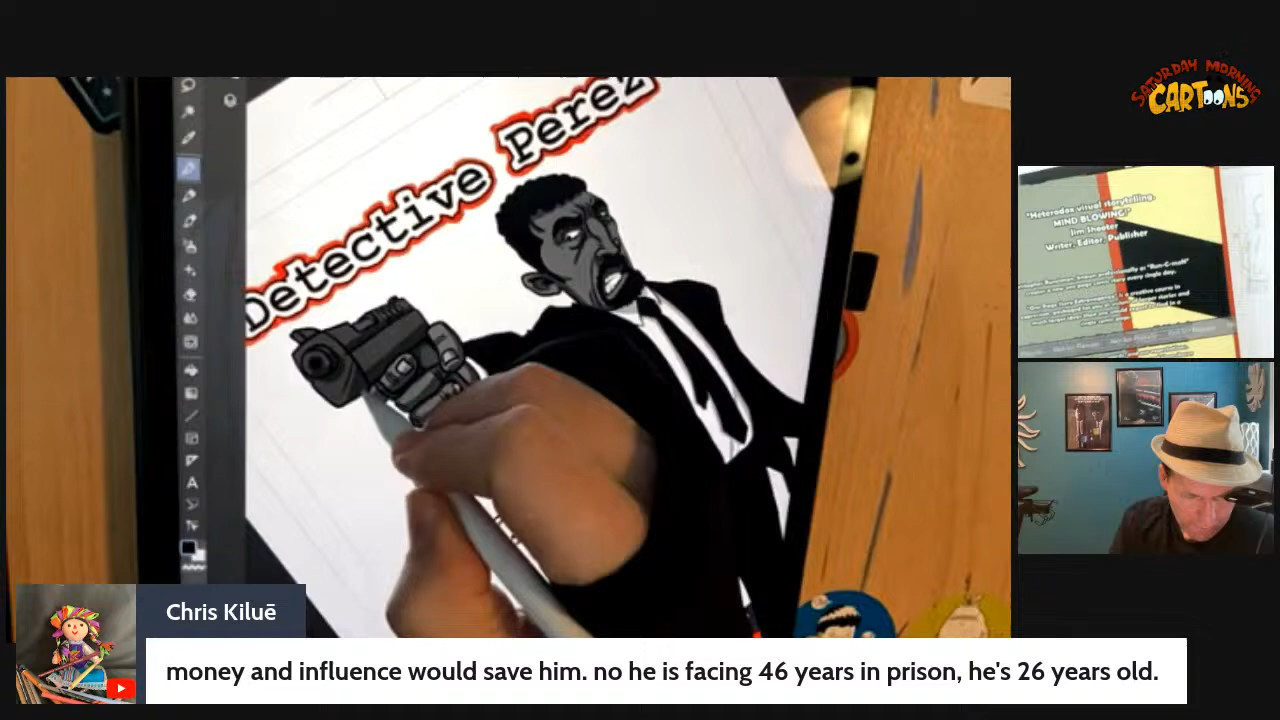 SATURDAY MORNING
CARTOONS
Detective Perez
"Heterodox visual storytelling.
MIND BLOWING!"
Jim Shooter
Writer, Editor, Publisher
Chris Kiluē
money and influence would save him. no he is facing 46 years in prison, he's 26 years old.